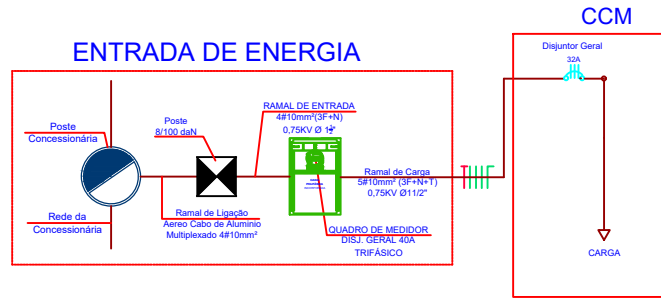 CCM
ENTRADA DE ENERGIA
Disjuntor Geral
32A
Poste
Concessionária
Poste
8/100 daN
RAMAL DE ENTRADA
4#10mm²(3F+N)
0,75KV Ø 1½"
Ramal de Carga
5#10mm² (3F+N+T)
0,75KV Ø11/2"
Rede da
Concessionária
Ramal de Ligação
Aereo Cabo de Aluminio
Multiplexado 4#10mm²
QUADRO DE MEDIDOR
DISJ. GERAL 40A
TRIFÁSICO
CARGA